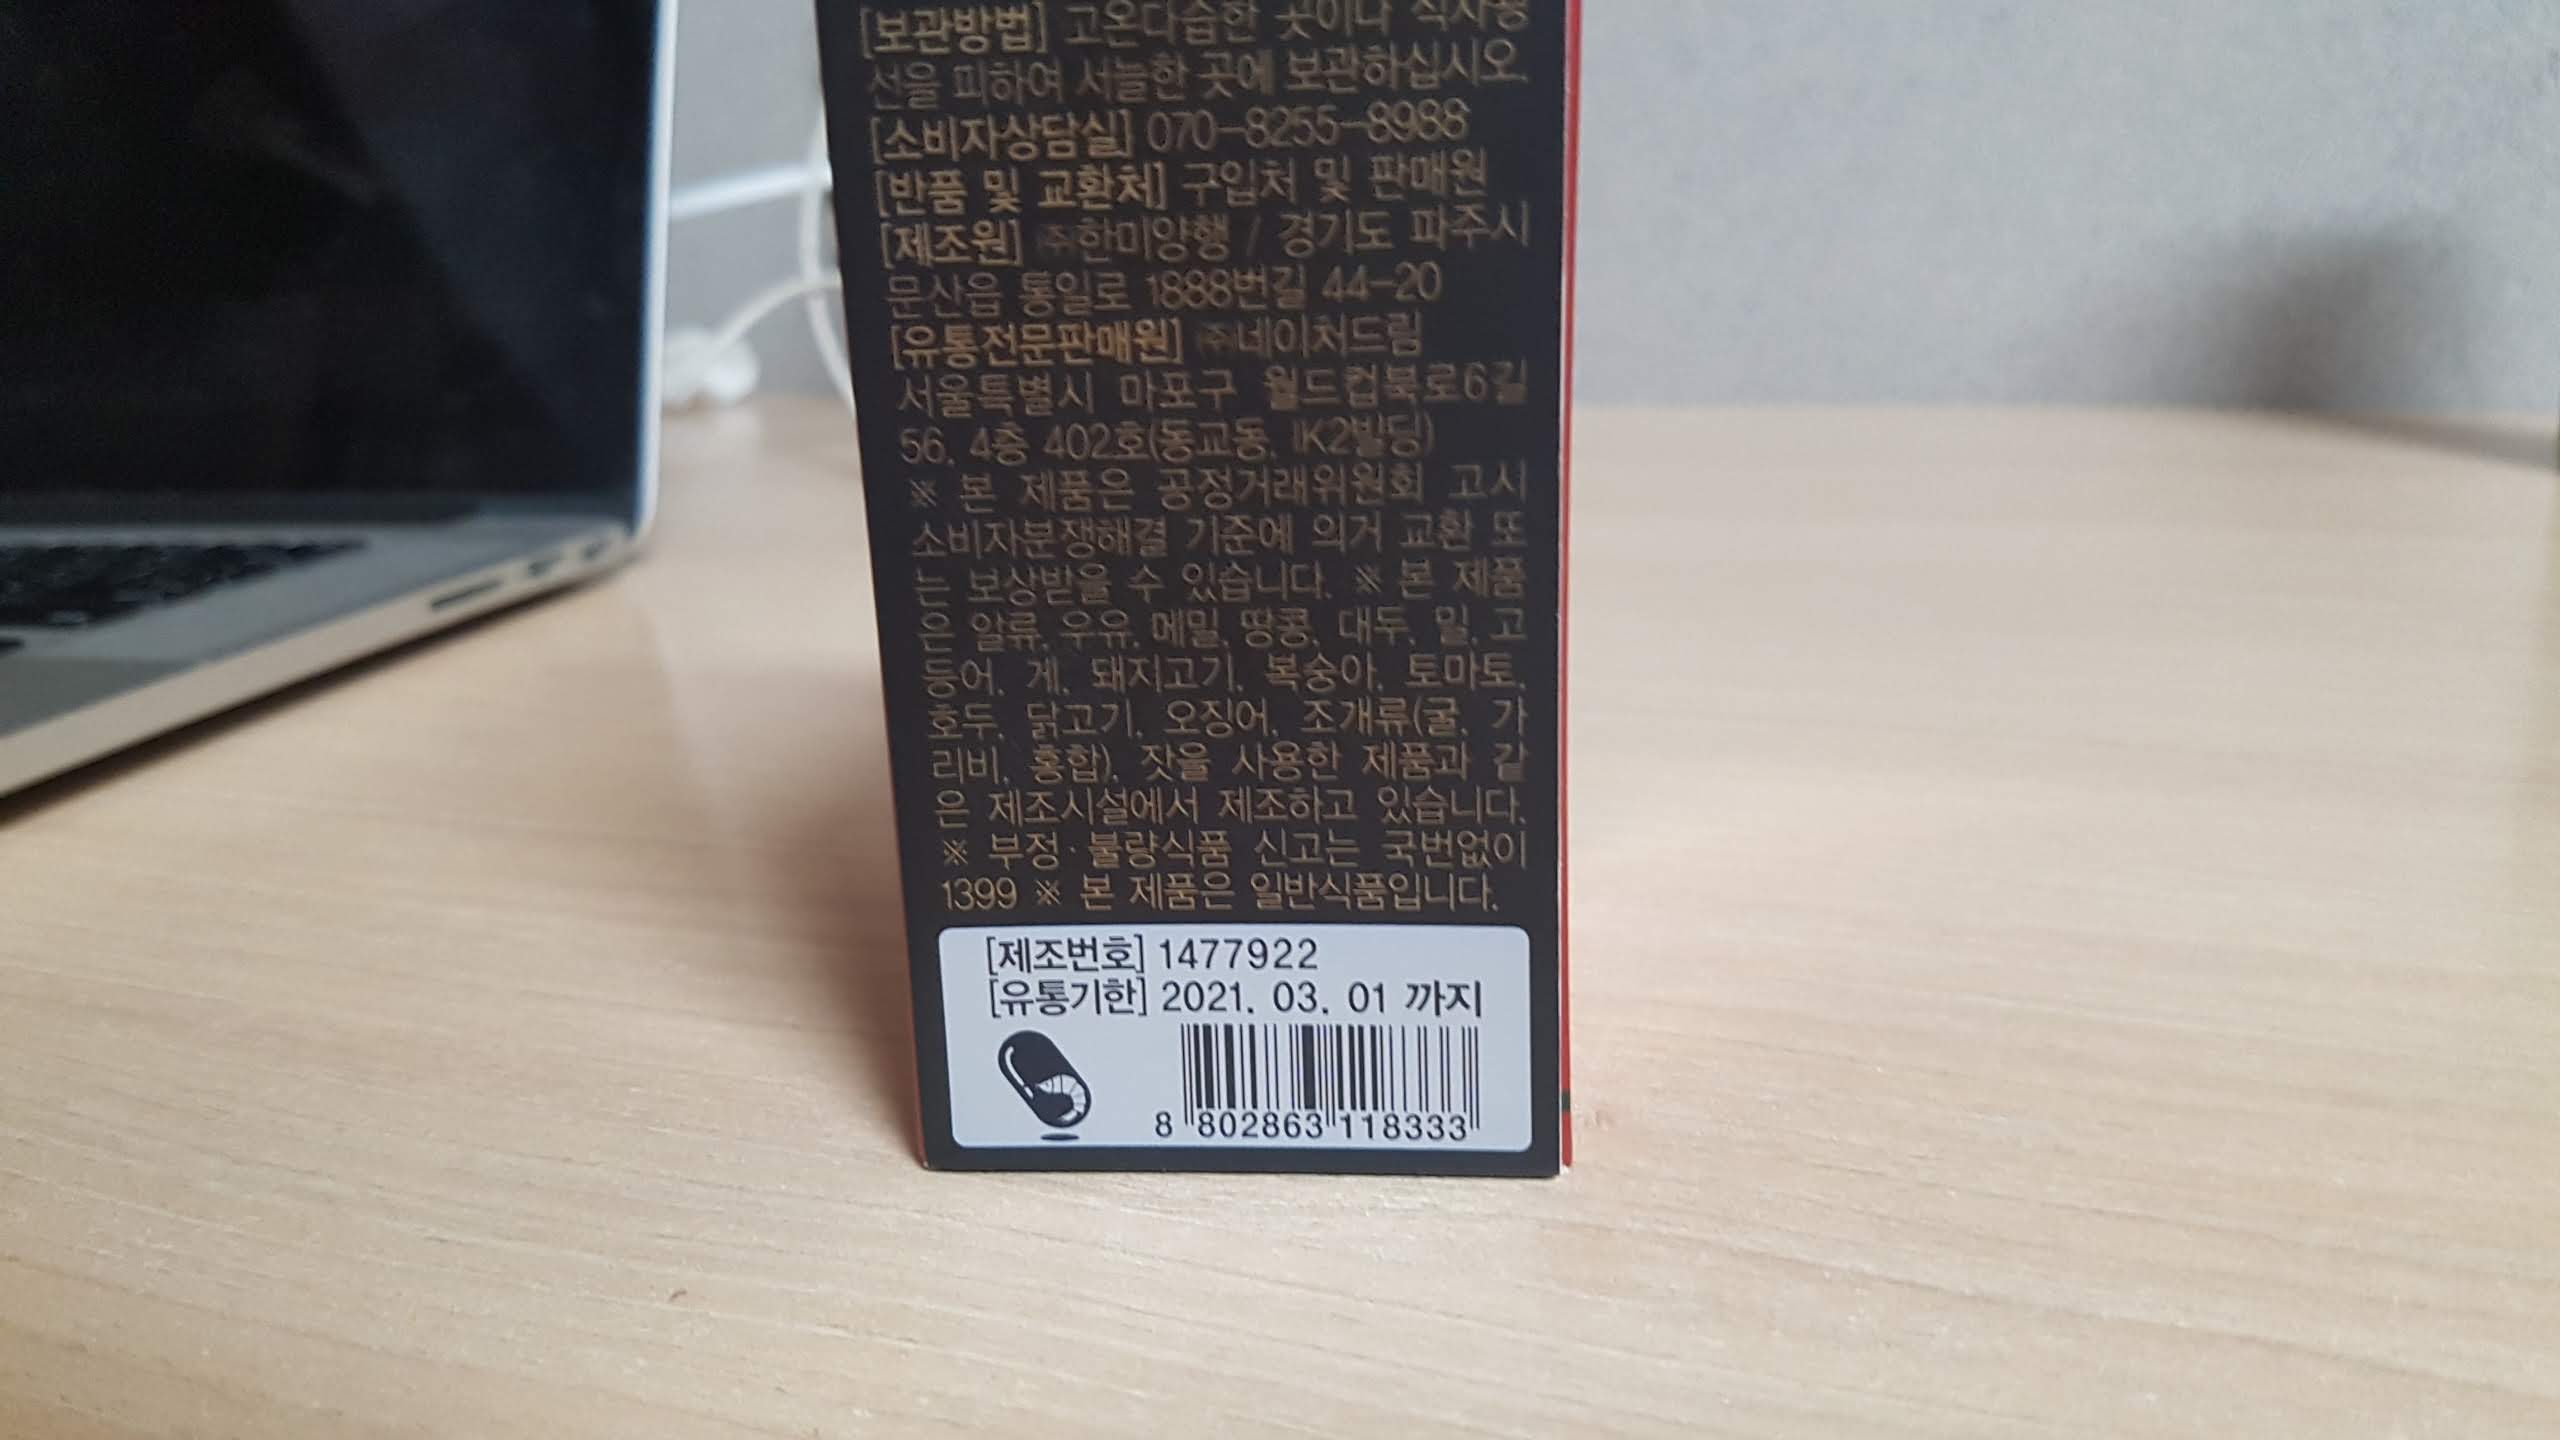 [보관방법] 고온다습한 곳이나 직사광
선을 피하여 서늘한 곳에 보관하십시오.
[소비자상담실] 070-8255-8988
[반품 및 교환처] 구입처 및 판매원
[제조원] ㈜한미양행 / 경기도 파주시
문산읍 통일로 1888번길 44-20
[유통전문판매원] ㈜네이처드림
서울특별시 마포구 월드컵북로6길
56, 4층 402호(동교동, IK2빌딩)
※ 본 제품은 공정거래위원회 고시
소비자분쟁해결 기준에 의거 교환 또
는 보상받을 수 있습니다. ※ 본 제품
은 알류, 우유, 메밀, 땅콩, 대두, 밀, 고
등어, 게, 돼지고기, 복숭아, 토마토,
호두, 닭고기, 오징어, 조개류(굴, 가
리비, 홍합), 잣을 사용한 제품과 같
은 제조시설에서 제조하고 있습니다.
※ 부정·불량식품 신고는 국번없이
1399 ※ 본 제품은 일반식품입니다.
[제조번호] 1477922
[유통기한] 2021. 03. 01 까지
8 802863 118333